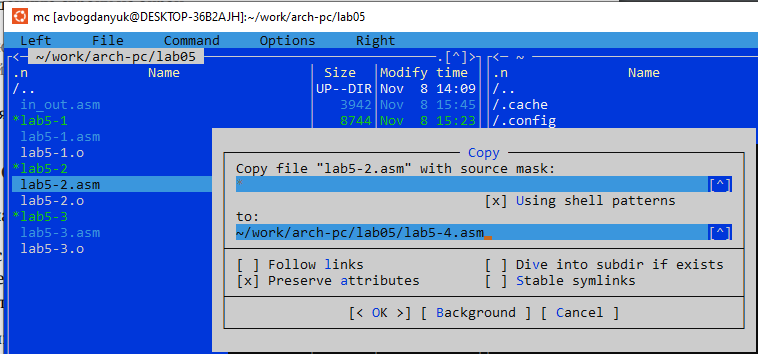 mc [avbogdanyuk@DESKTOP-36B2AJH]:~/work/arch-pc/lab05
Left File Command Options Right
<─ ~/work/arch-pc/lab05 .[^]> <─ ~
.n Name Size Modify time .n Name
/.. UP--DIR Nov 8 14:09 /..
in_out.asm 3942 Nov 8 15:45 /.cache
*lab5-1 8744 Nov 8 15:23 /.config
lab5-1.asm
lab5-1.o
*lab5-2
lab5-2.asm
lab5-2.o
*lab5-3
lab5-3.asm
lab5-3.o
Copy
Copy file "lab5-2.asm" with source mask:
* [^]
[x] Using shell patterns
to:
~/work/arch-pc/lab05/lab5-4.asm [^]
[ ] Follow links [ ] Dive into subdir if exists
[x] Preserve attributes [ ] Stable symlinks
[< OK >] [ Background ] [ Cancel ]